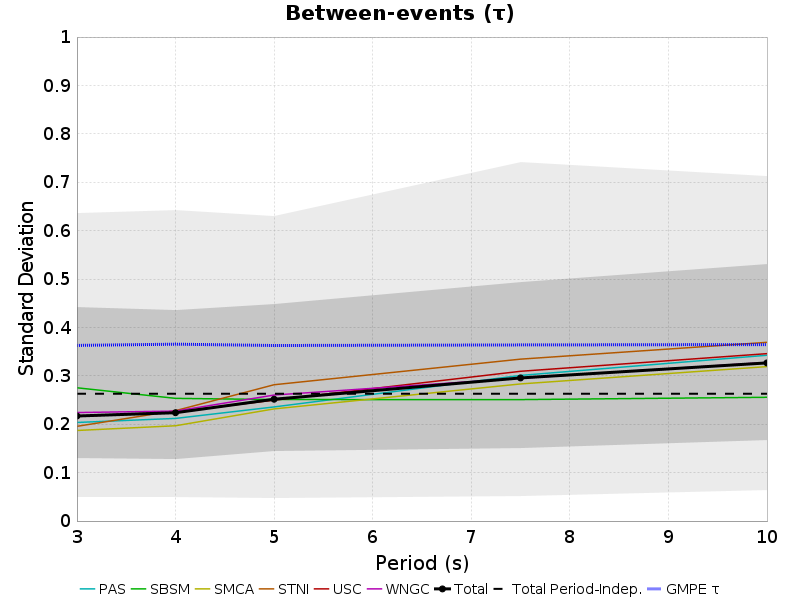 Between-events (τ)
1
0.9
0.8
0.7
0.6
0.5
0.4
0.3
0.2
0.1
0
Standard Deviation
3 4 5 6 7 8 9 10
Period (s)
PAS SBSM SMCA STNI USC WNGC Total Total Period-Indep. GMPE τ